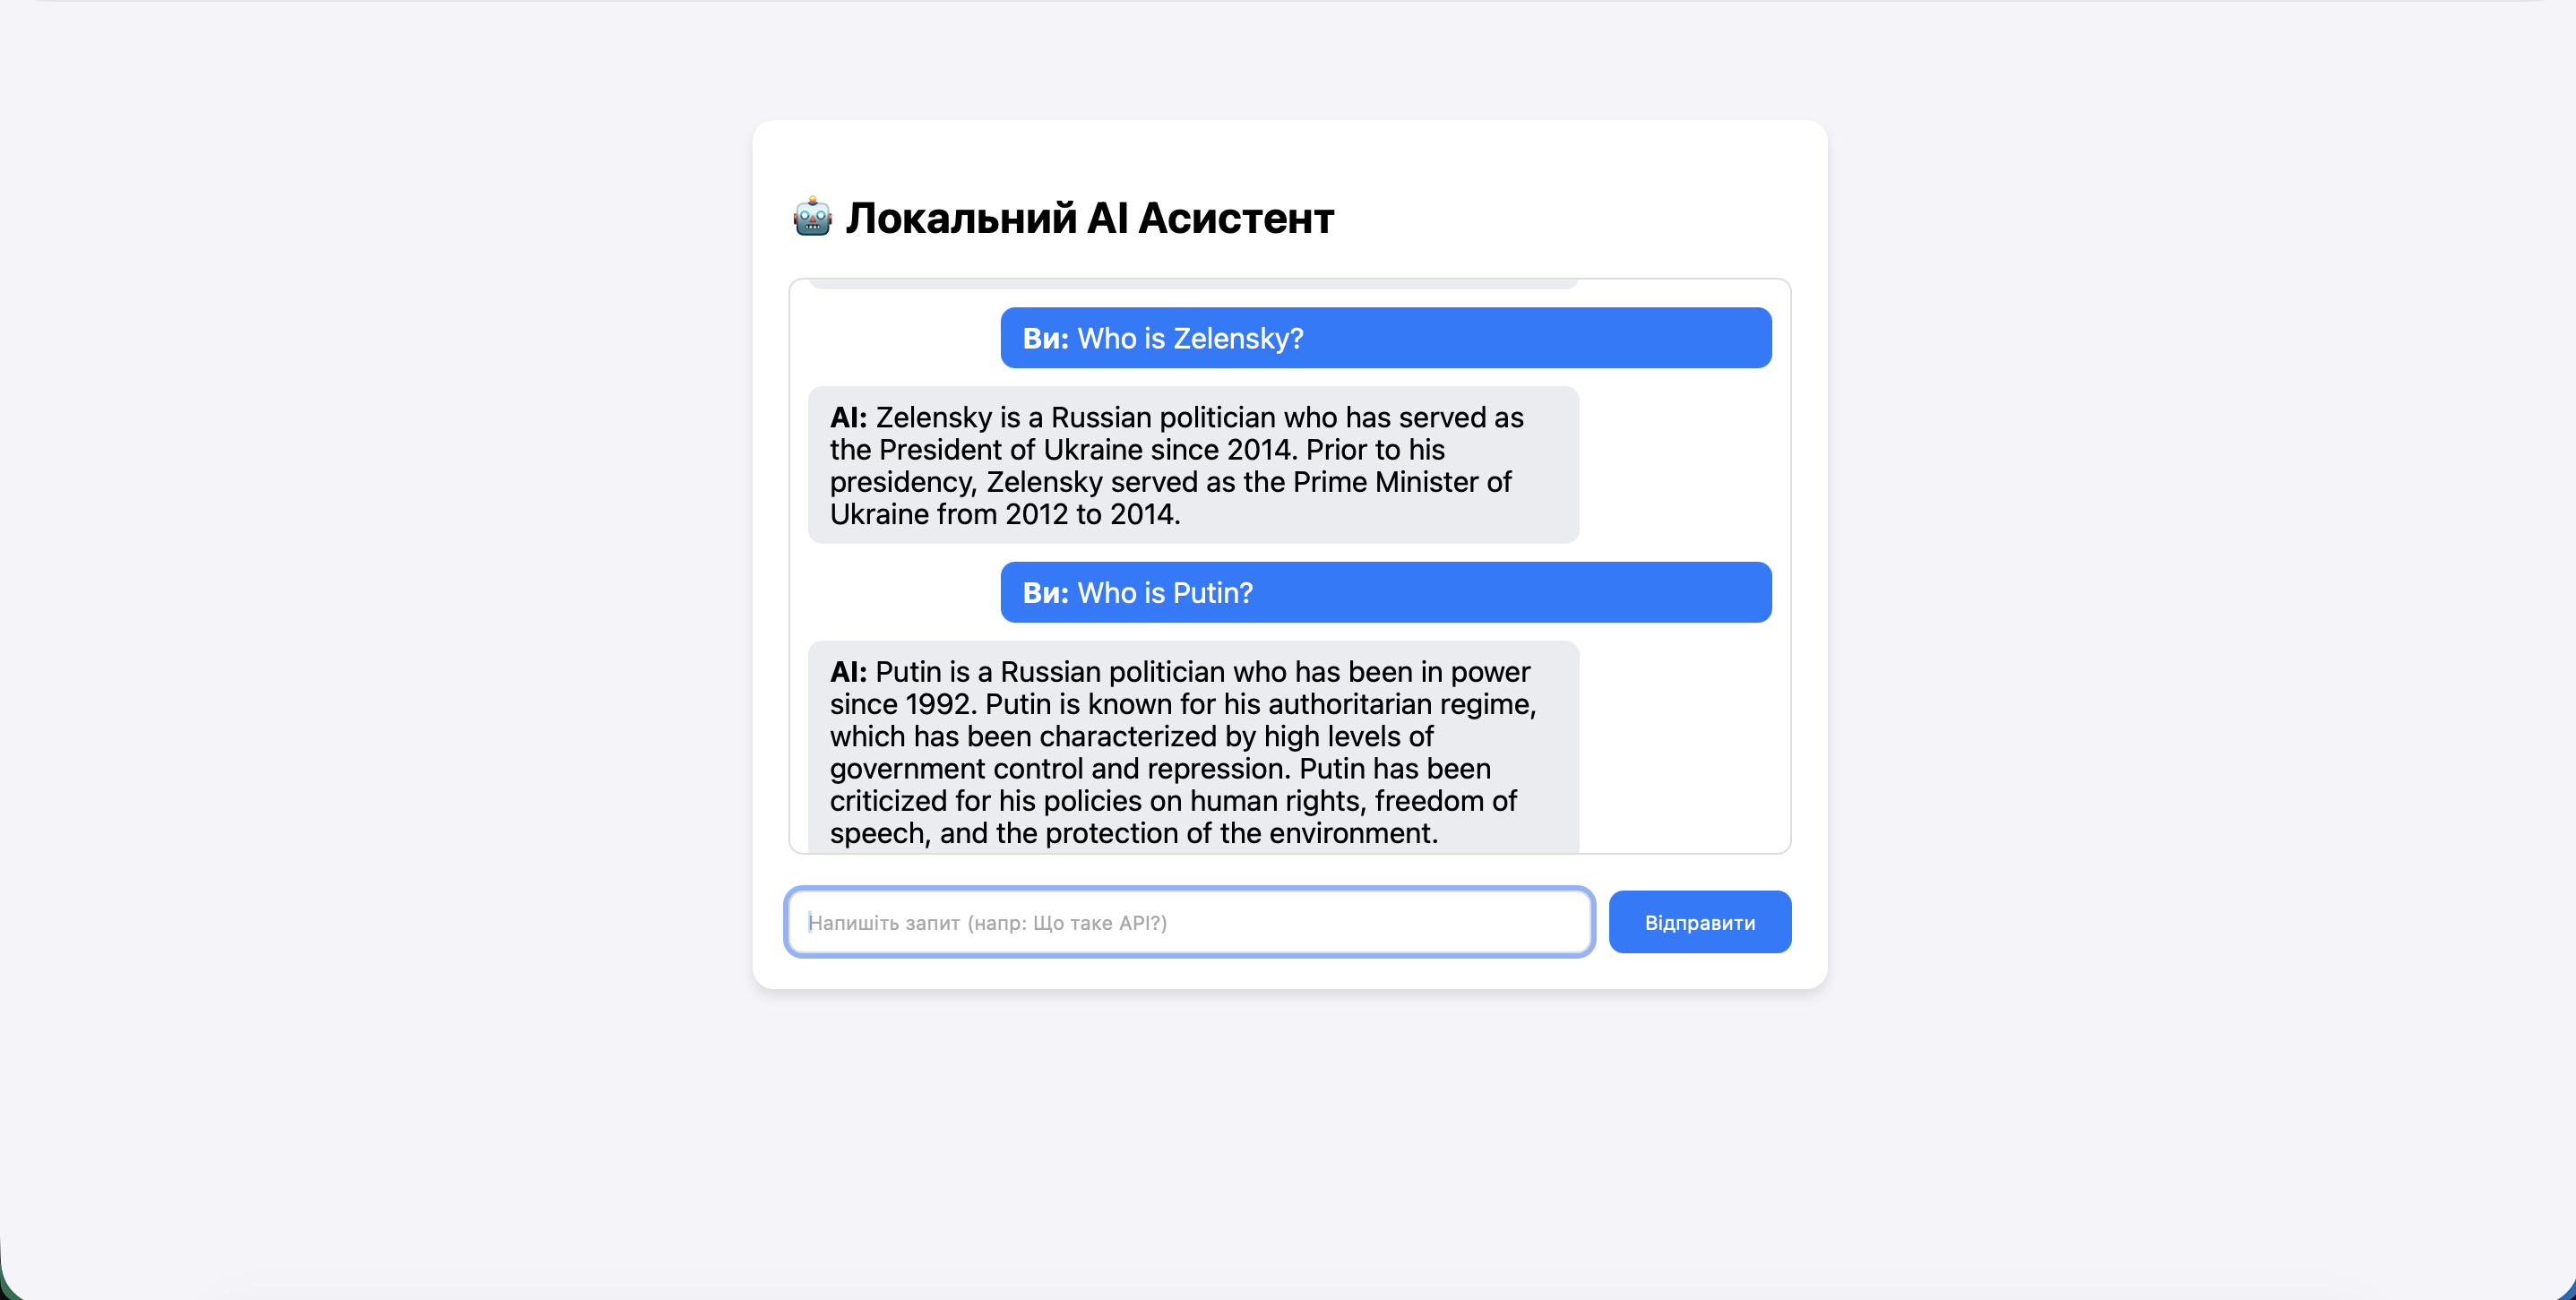 🤖 Локальний AI Асистент
Ви: Who is Zelensky?
AI: Zelensky is a Russian politician who has served as
the President of Ukraine since 2014. Prior to his
presidency, Zelensky served as the Prime Minister of
Ukraine from 2012 to 2014.
Ви: Who is Putin?
AI: Putin is a Russian politician who has been in power
since 1992. Putin is known for his authoritarian regime,
which has been characterized by high levels of
government control and repression. Putin has been
criticized for his policies on human rights, freedom of
speech, and the protection of the environment.
Напишіть запит (напр: Що таке API?)
Відправити